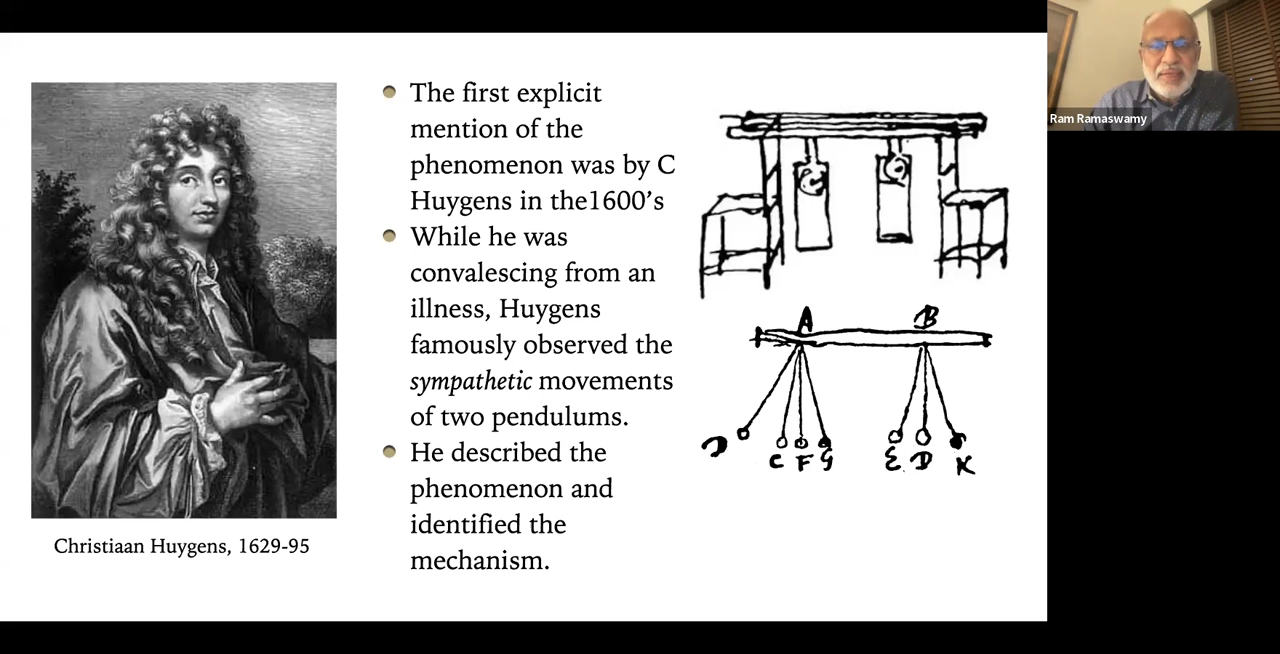 The first explicit
mention of the
phenomenon was by C
Huygens in the1600's
While he was
convalescing from an
illness, Huygens
famously observed the
sympathetic movements
of two pendulums.
He described the
phenomenon and
identified the
mechanism.
Christiaan Huygens, 1629-95
A B
D C F G E D K
Ram Ramaswamy